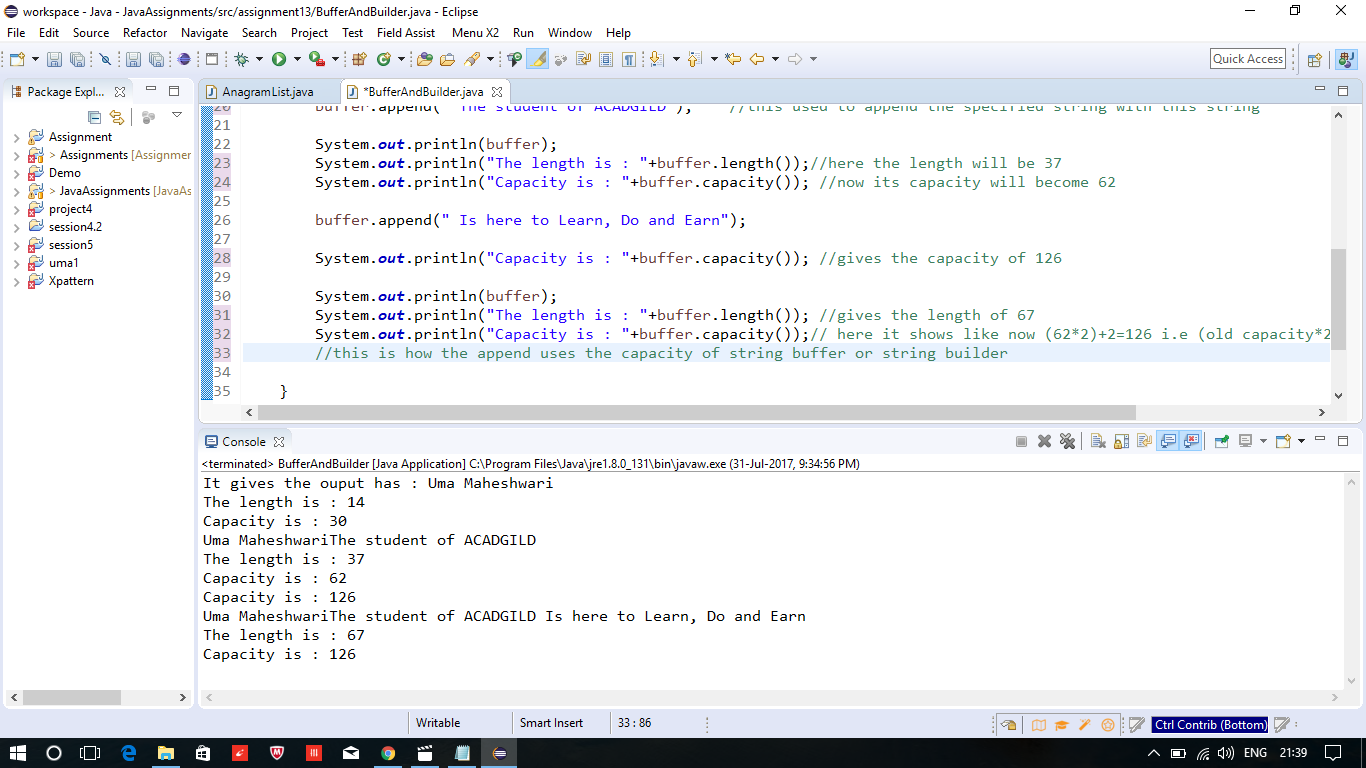 workspace - Java - JavaAssignments/src/assignment13/BufferAndBuilder.java - Eclipse
File Edit Source Refactor Navigate Search Project Test Field Assist Menu X2 Run Window Help
Quick Access
Package Expl...
AnagramList.java
*BufferAndBuilder.java
Assignment
> Assignments [Assignmer
Demo
> JavaAssignments [JavaAs
project4
session4.2
session5
uma1
Xpattern
20 buffer.append( "The student of ACADGILD"); //this used to append the specified string with this string
21
22 System.out.println(buffer);
23 System.out.println("The length is : "+buffer.length());//here the length will be 37
24 System.out.println("Capacity is : "+buffer.capacity()); //now its capacity will become 62
25
26 buffer.append(" Is here to Learn, Do and Earn");
27
28 System.out.println("Capacity is : "+buffer.capacity()); //gives the capacity of 126
29
30 System.out.println(buffer);
31 System.out.println("The length is : "+buffer.length()); //gives the length of 67
32 System.out.println("Capacity is : "+buffer.capacity());// here it shows like now (62*2)+2=126 i.e (old capacity*2
33 //this is how the append uses the capacity of string buffer or string builder
34
35 }
Console
<terminated> BufferAndBuilder [Java Application] C:\Program Files\Java\jre1.8.0_131\bin\javaw.exe (31-Jul-2017, 9:34:56 PM)
It gives the ouput has : Uma Maheshwari
The length is : 14
Capacity is : 30
Uma MaheshwariThe student of ACADGILD
The length is : 37
Capacity is : 62
Capacity is : 126
Uma MaheshwariThe student of ACADGILD Is here to Learn, Do and Earn
The length is : 67
Capacity is : 126
Writable
Smart Insert
33 : 86
Ctrl Contrib (Bottom)
ENG
21:39